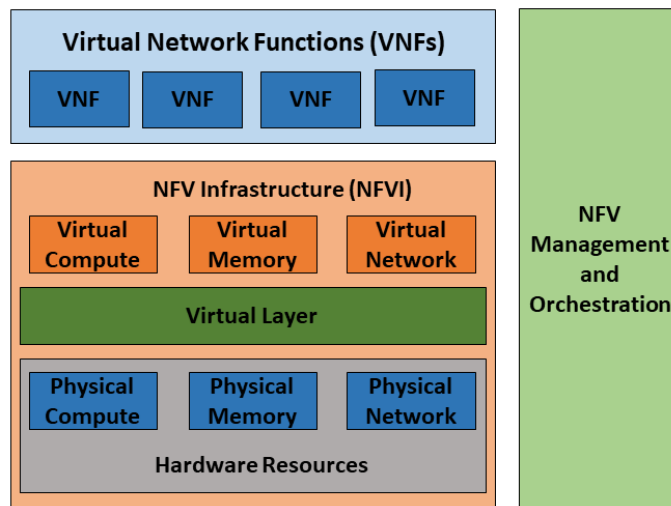 Virtual Network Functions (VNFs)
VNF VNF VNF VNF
NFV Infrastructure (NFVI)
Virtual Compute
Virtual Memory
Virtual Network
Virtual Layer
Physical Compute
Physical Memory
Physical Network
Hardware Resources
NFV
Management
and
Orchestration